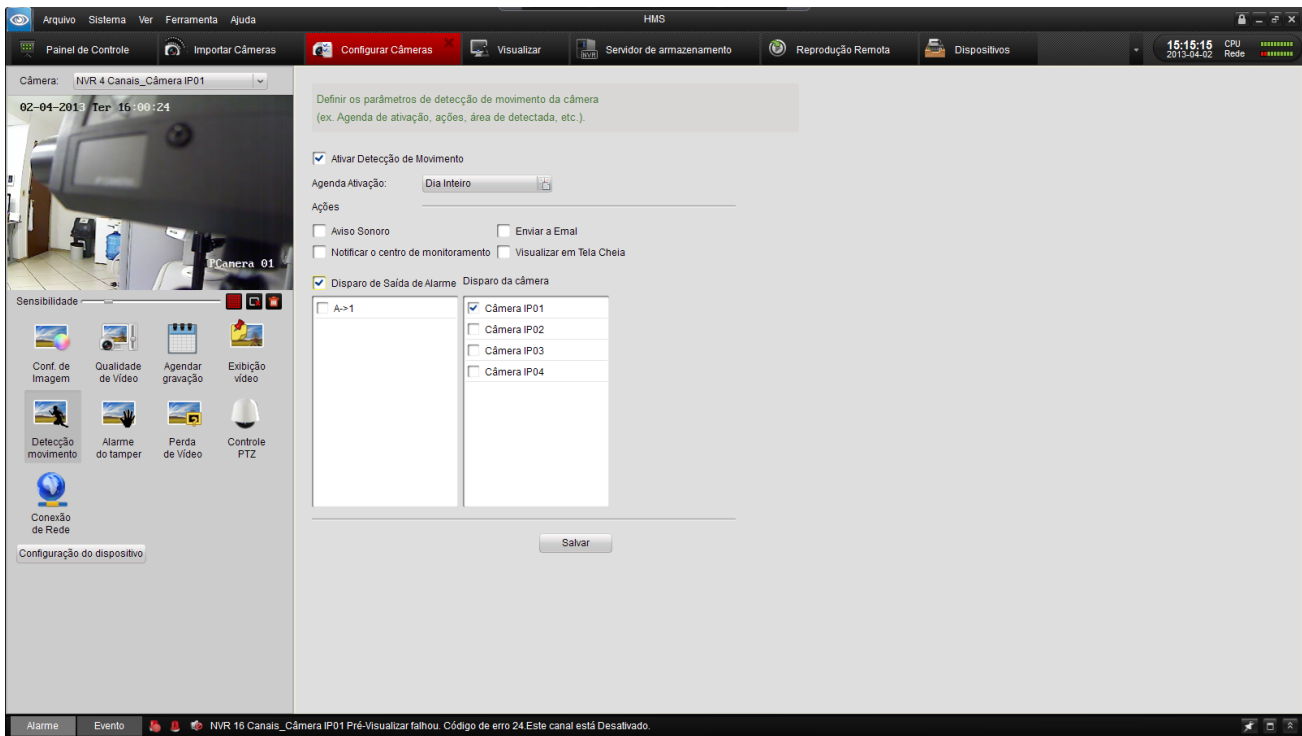 Arquivo Sistema Ver Ferramenta Ajuda
HMS
Painel de Controle
Importar Câmeras
Configurar Câmeras
Visualizar
NVR
Servidor de armazenamento
Reprodução Remota
Dispositivos
15:15:15 CPU
2013-04-02 Rede
Câmera: NVR 4 Canais_Câmera IP01
02-04-2013 Ter 16:00:24
PCamera 01
Sensibilidade
Conf. de Imagem
Qualidade de Vídeo
Agendar gravação
Exibição vídeo
Detecção movimento
Alarme do tamper
Perda de Vídeo
Controle PTZ
Conexão de Rede
Configuração do dispositivo
Definir os parâmetros de detecção de movimento da câmera
(ex. Agenda de ativação, ações, área de detectada, etc.).
Ativar Detecção de Movimento
Agenda Ativação: Dia Inteiro
Ações
Aviso Sonoro
Enviar a Emal
Notificar o centro de monitoramento
Visualizar em Tela Cheia
Disparo de Saída de Alarme
Disparo da câmera
A->1
Câmera IP01
Câmera IP02
Câmera IP03
Câmera IP04
Salvar
Alarme
Evento
NVR 16 Canais_Câmera IP01 Pré-Visualizar falhou. Código de erro 24.Este canal está Desativado.